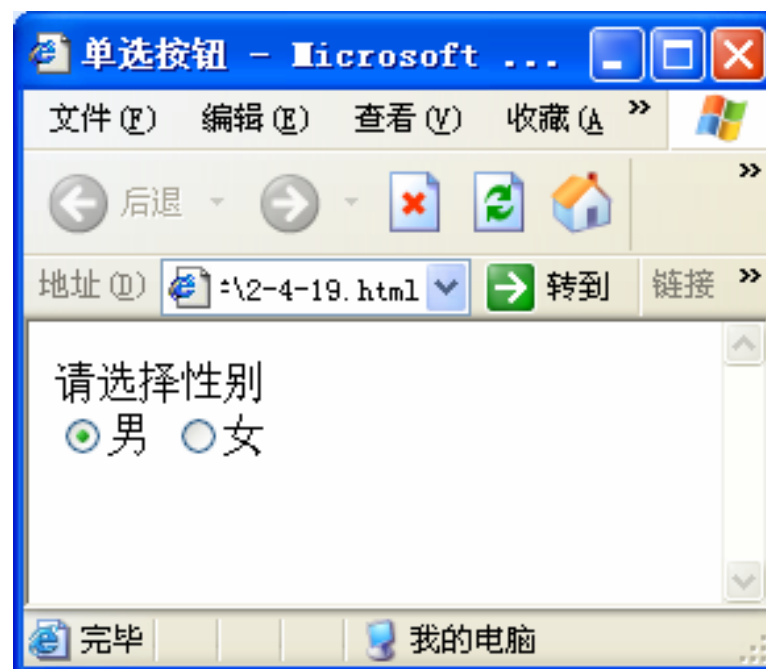 单选按钮 - Microsoft ...
文件(F) 编辑(E) 查看(V) 收藏(A »
后退 »
地址(D) :\2-4-19.html 转到 链接 »
请选择性别
男 女
完毕 我的电脑